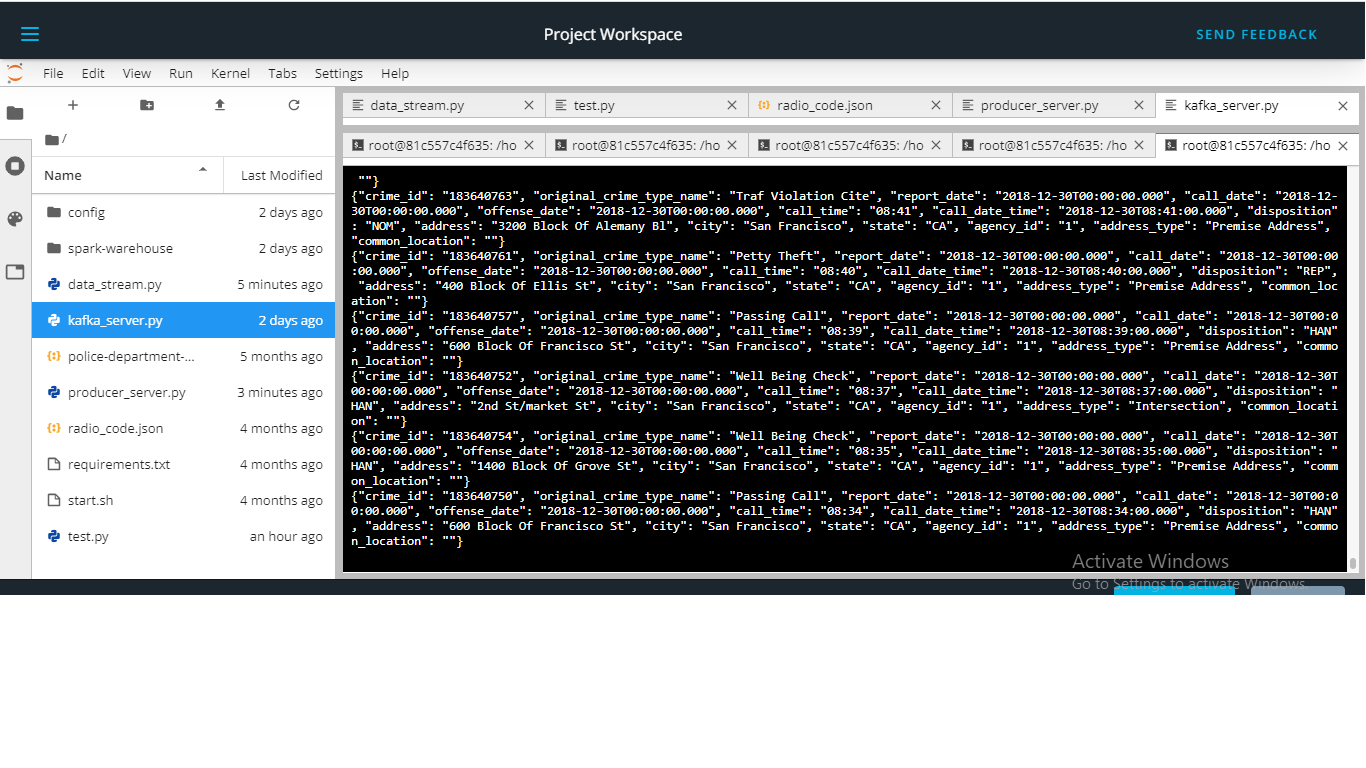 Project Workspace
SEND FEEDBACK
File Edit View Run Kernel Tabs Settings Help
/
Name Last Modified
config 2 days ago
spark-warehouse 2 days ago
data_stream.py 5 minutes ago
kafka_server.py 2 days ago
police-department-... 5 months ago
producer_server.py 3 minutes ago
radio_code.json 4 months ago
requirements.txt 4 months ago
start.sh 4 months ago
test.py an hour ago
data_stream.py test.py radio_code.json producer_server.py kafka_server.py
root@81c557c4f635: /ho root@81c557c4f635: /ho root@81c557c4f635: /ho root@81c557c4f635: /ho root@81c557c4f635: /ho
""}
{"crime_id": "183640763", "original_crime_type_name": "Traf Violation Cite", "report_date": "2018-12-30T00:00:00.000", "call_date": "2018-12-
30T00:00:00.000", "offense_date": "2018-12-30T00:00:00.000", "call_time": "08:41", "call_date_time": "2018-12-30T08:41:00.000", "disposition"
: "NOM", "address": "3200 Block Of Alemany Bl", "city": "San Francisco", "state": "CA", "agency_id": "1", "address_type": "Premise Address",
"common_location": ""}
{"crime_id": "183640761", "original_crime_type_name": "Petty Theft", "report_date": "2018-12-30T00:00:00.000", "call_date": "2018-12-30T00:00
:00.000", "offense_date": "2018-12-30T00:00:00.000", "call_time": "08:40", "call_date_time": "2018-12-30T08:40:00.000", "disposition": "REP",
"address": "400 Block Of Ellis St", "city": "San Francisco", "state": "CA", "agency_id": "1", "address_type": "Premise Address", "common_loc
ation": ""}
{"crime_id": "183640757", "original_crime_type_name": "Passing Call", "report_date": "2018-12-30T00:00:00.000", "call_date": "2018-12-30T00:0
0:00.000", "offense_date": "2018-12-30T00:00:00.000", "call_time": "08:39", "call_date_time": "2018-12-30T08:39:00.000", "disposition": "HAN"
, "address": "600 Block Of Francisco St", "city": "San Francisco", "state": "CA", "agency_id": "1", "address_type": "Premise Address", "commo
n_location": ""}
{"crime_id": "183640752", "original_crime_type_name": "Well Being Check", "report_date": "2018-12-30T00:00:00.000", "call_date": "2018-12-30T
00:00:00.000", "offense_date": "2018-12-30T00:00:00.000", "call_time": "08:37", "call_date_time": "2018-12-30T08:37:00.000", "disposition": "
HAN", "address": "2nd St/market St", "city": "San Francisco", "state": "CA", "agency_id": "1", "address_type": "Intersection", "common_locati
on": ""}
{"crime_id": "183640754", "original_crime_type_name": "Well Being Check", "report_date": "2018-12-30T00:00:00.000", "call_date": "2018-12-30T
00:00:00.000", "offense_date": "2018-12-30T00:00:00.000", "call_time": "08:35", "call_date_time": "2018-12-30T08:35:00.000", "disposition": "
HAN", "address": "1400 Block Of Grove St", "city": "San Francisco", "state": "CA", "agency_id": "1", "address_type": "Premise Address", "comm
on_location": ""}
{"crime_id": "183640750", "original_crime_type_name": "Passing Call", "report_date": "2018-12-30T00:00:00.000", "call_date": "2018-12-30T00:0
0:00.000", "offense_date": "2018-12-30T00:00:00.000", "call_time": "08:34", "call_date_time": "2018-12-30T08:34:00.000", "disposition": "HAN"
, "address": "600 Block Of Francisco St", "city": "San Francisco", "state": "CA", "agency_id": "1", "address_type": "Premise Address", "commo
n_location": ""}
Activate Windows
Go to Settings to activate Windows.